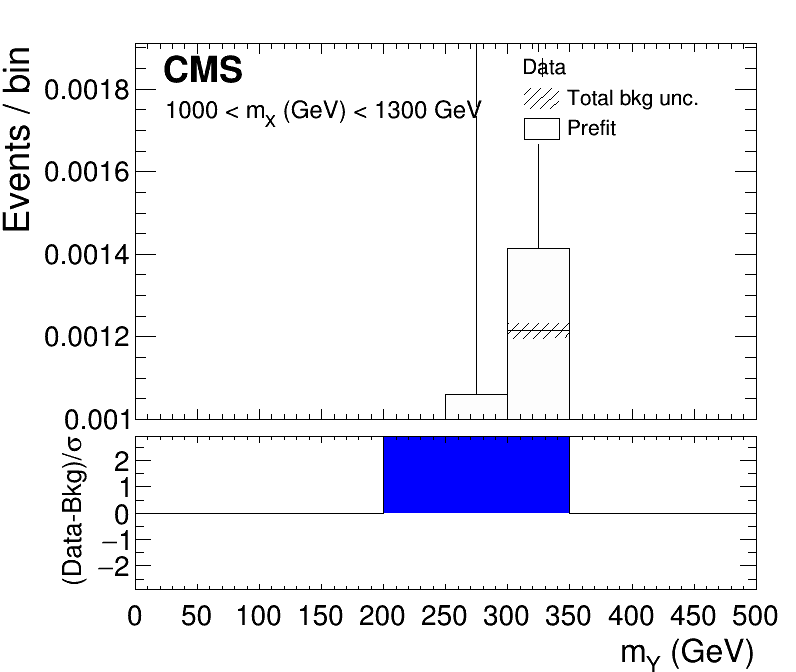 CMS
1000 < mX (GeV) < 1300 GeV
Data
Total bkg unc.
Prefit
Events / bin
0.0018
0.0016
0.0014
0.0012
0.001
(Data-Bkg)/σ
2
1
0
−1
−2
0 50 100 150 200 250 300 350 400 450 500
mY (GeV)